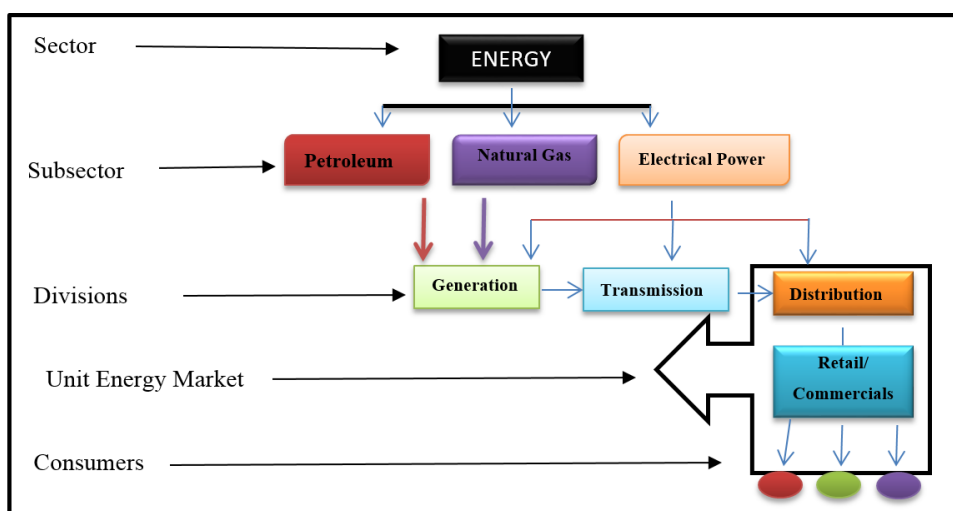 Sector
ENERGY
Subsector
Petroleum
Natural Gas
Electrical Power
Divisions
Generation
Transmission
Distribution
Unit Energy Market
Retail/
Commercials
Consumers